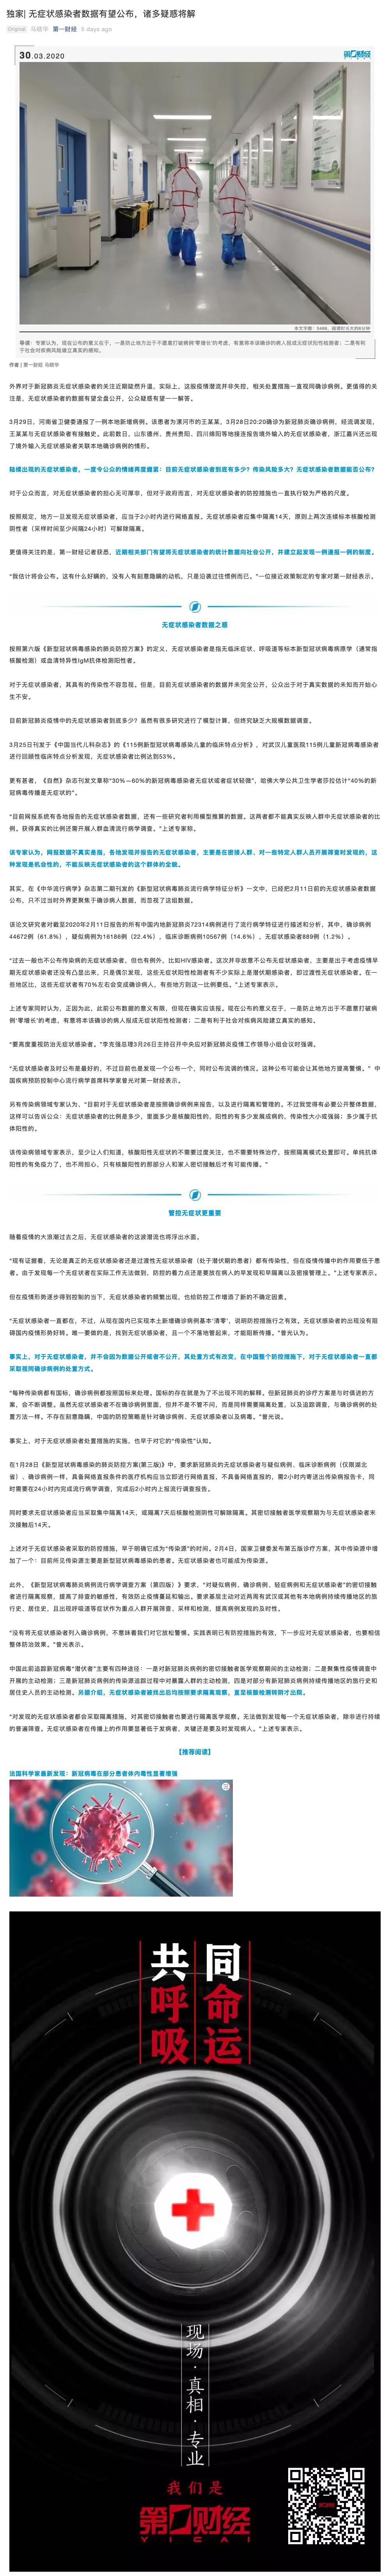 独家| 无症状感染者数据有望公布，诸多疑惑将解
Original 马晓华 第一财经 5 days ago
30.03.2020
第一财经
本文字数：3488，阅读时长大约6分钟
导读：专家认为，现在公布的意义在于，一是防止地方出于不愿意打破病例‘零增长’的考虑，有意将本该确诊的病人报成无症状阳性检测者；二是有利
于社会对疾病风险建立真实的感知。
作者 | 第一财经 马晓华
外界对于新冠肺炎无症状感染者的关注近期陡然升温，实际上，这股疫情潜流并非失控，相关处置措施一直视同确诊病例。更值得的关
注是，无症状感染者的数据有望全盘公开，公众疑惑有望一一解答。
3月29日，河南省卫健委通报了一例本地新增病例。该患者为漯河市的王某某，3月28日20:20确诊为新冠肺炎确诊病例，经流调发现，
王某某与无症状感染者有接触史。此前数日，山东德州、贵州贵阳、四川绵阳等地接连报告境外输入的无症状感染者，浙江嘉兴还出现
了境外输入无症状感染者关联本地确诊病例的情形。
陆续出现的无症状感染者，一度令公众的情绪再度绷紧：目前无症状感染者到底有多少？传染风险多大？无症状感染者数据能否公布？
对于公众而言，对无症状感染者的担心无可厚非，但对于政府而言，对无症状感染者的防控措施也一直执行较为严格的尺度。
按照规定，地方一旦发现无症状感染者，应当于2小时内进行网络直报。无症状感染者应集中隔离14天，原则上两次连续标本核酸检测
阴性者（采样时间至少间隔24小时）可解除隔离。
更值得关注的是，第一财经记者获悉，近期相关部门有望将无症状感染者的统计数据向社会公开，并建立起发现一例通报一例的制度。
“我估计将会公布。这有什么好瞒的，没有人有刻意隐瞒的动机，只是沿袭过往惯例而已。”一位接近政策制定的专家对第一财经表示。
无症状感染者数据之惑
按照第六版《新型冠状病毒感染的肺炎防控方案》的定义，无症状感染者是指无临床症状、呼吸道等标本新型冠状病毒病原学（通常指
核酸检测）或血清特异性IgM抗体检测阳性者。
对于无症状感染者，其具有的传染性不容忽视。但是，目前无症状感染者的数据并未完全公开，公众出于对于真实数据的未知而开始心
生不安。
目前新冠肺炎疫情中的无症状感染者到底多少？虽然有很多研究进行了模型计算，但终究缺乏大规模数据调查。
3月25日刊发于《中国当代儿科杂志》的《115例新型冠状病毒感染儿童的临床特点分析》，对武汉儿童医院115例儿童新冠病毒感染者
进行回顾性临床特点分析发现，无症状感染者比例达到53%。
更有甚者，《自然》杂志刊发文章称“30%－60%的新冠病毒感染者无症状或者症状轻微”，哈佛大学公共卫生学者莎拉估计“40%的新
冠病毒传播是无症状的”。
“目前网报系统有各地报告的无症状感染者数据，还有一些研究者利用模型推算的数据。这两者都不能真实反映人群中无症状感染者的比
例。获得真实的比例还需开展人群血清流行病学调查。”上述专家称。
该专家认为，网报数据不真实是指，各地发现并报告的无症状感染者，主要是在密接人群、对一些特定人群人员开展筛查时发现的，这
种发现是机会性的，不能反映无症状感染者的这个群体的全貌。
其实，在《中华流行病学》杂志第二期刊发的《新型冠状病毒肺炎流行病学特征分析》一文中，已经把2月11日前的无症状感染者数据
公布，只不过当时外界更聚焦于确诊病人数据，而忽视了这组数据。
该论文研究者对截至2020年2月11日报告的所有中国内地新冠肺炎72314病例进行了流行病学特征进行描述和分析，其中，确诊病例
44672例（61.8%），疑似病例为16186例（22.4%），临床诊断病例10567例（14.6%），无症状感染者889例（1.2%）。
“过去一般也不公布传染病的无症状感染者，但也有例外，比如HIV感染者。这次并非故意不公布无症状感染者，主要是出于考虑疫情早
期无症状感染者还没有凸显出来，只是偶尔发现，这些无症状阳性检测者有不少实际上是潜伏期感染者，即过渡性无症状感染者。在一
些地区比，这些无症状者有70%左右会变成确诊病人，有些地方则这一比例要低。”上述专家表示。
上述专家同时认为，正因为此，此前公布数据的意义有限，但现在确实应该报。现在公布的意义在于，一是防止地方出于不愿意打破病
例‘零增长’的考虑，有意将本该确诊的病人报成无症状阳性检测者；二是有利于社会对疾病风险建立真实的感知。
“要高度重视防治无症状感染者。”李克强总理3月26日主持召开中央应对新冠肺炎疫情工作领导小组会议时强调。
“无症状感染者及时公布是最好的，不过目前也是发现一个公布一个，同时公布流调的情况。这种公布可能会让其他地方提高警惕。” 中
国疾病预防控制中心流行病学首席科学家曾光对第一财经表示。
另有传染病领域专家认为、“目前对于无症状感染者是按照确诊病例来报告，以及进行隔离和管理的。不过我觉得有必要公开整体数据，
这样可以告诉公众：无症状感染者的比例是多少，里面多少是核酸阳性的，阳性的有多少发展成病的，传染性大小或强弱；多少属于抗
体阳性的。
该传染病领域专家表示，至少让人们知道，核酸阳性无症状的不需要过度关注，也不需要特殊治疗，按照隔离模式处置即可。单纯抗体
阳性的有免疫力了，也不用担心，只有核酸阳性的那部分人和家人密切接触后才有可能传播。”
管控无症状更重要
随着疫情的大浪潮过去之后，无症状感染者的这波潜流也将浮出水面。
“现有证据看，无论是真正的无症状感染者还是过渡性无症状感染者（处于潜伏期的患者）都有传染性，但在疫情传播中的作用要低于患
者。由于发现每一个无症状者在实际工作无法做到，防控的着力点还是要放在病人的早发现和早隔离以及密接管理上。”上述专家表示。
但在疫情形势逐步得到控制的当下，无症状感染者的频繁出现，也给防控工作增添了新的不确定因素。
“无症状感染者一直都在，不过，从现在国内已实现本土新增确诊病例基本‘清零’，说明防控措施行之有效。无症状感染者的出现没有阻
碍国内疫情形势好转。唯一要做的是，找到无症状感染者，且一个不落地管起来，才能阻断传播。”曾光认为。
事实上，对于无症状感染者，并不会因为数据公开或者不公开，其处置方式有改变，在中国整个防控措施下，对于无症状感染者一直都
采取视同确诊病例的处置方式。
“每种传染病都有国标，确诊病例都按照国标来处理。国标的存在就是为了不出现不同的解释。但新冠肺炎的诊疗方案是与时俱进的方
案，会不断调整。虽然无症状感染者不在确诊病例里面，但并不是不管不问，而是同样需要隔离处置，以及追踪调查，与确诊病例的处
置方法一样。不存在刻意隐瞒，中国的防控策略是针对确诊病例、无症状感染者以及病毒。”曾光说。
事实上、对于无症状感染者处置措施的实施，也早于对它的“传染性”认知。
在1月28日《新型冠状病毒感染的肺炎防控方案(第三版)》中，要求新冠肺炎的无症状感染者与疑似病例、临床诊断病例（仅限湖北
省）、确诊病例一样，具备网络直报条件的医疗机构应当立即进行网络直报，不具备网络直报的，需2小时内寄送出传染病报告卡，同
时需要在24小时内完成流行病学调查，完成后2小时内上报流行调查报告。
同时要求无症状感染者应当采取集中隔离14天，或隔离7天后核酸检测阴性可解除隔离。其密切接触者医学观察期为与无症状感染者末
次接触后14天。
上述对于无症状感染者采取的防控措施，早于明确它成为“传染源”的时间。2月4日，国家卫健委发布第五版诊疗方案，其中传染源中增
加了一个：目前所见传染源主要是新型冠状病毒感染的患者。无症状感染者也可能成为传染源。
此外、《新型冠状病毒肺炎病例流行病学调查方案（第四版）》要求，“对疑似病例，确诊病例，轻症病例和无症状感染者”的密切接触
者进行隔离观察，提高了筛查的敏感性，有效防止疫情蔓延和输出。要求基层主动对近两周有武汉或其他有本地病例持续传播地区的旅
行史、居住史，且出现呼吸道等症状作为重点人群开展筛查，采样和检测，提高病例发现的及时性。
“没有将无症状感染者列入确诊病例，不意味着我们对它放松警惕。实践表明已有防控措施的有效，下一步应对无症状感染者，也要相信
整体防治效果。”曾光表示。
中国此前追踪新冠病毒“潜伏者”主要有四种途径：一是对新冠肺炎病例的密切接触者医学观察期间的主动检测；二是聚集性疫情调查中
开展的主动检测；三是新冠肺炎病例的传染源追踪过程中对暴露人群的主动检测，四是对部分有新冠肺炎病例持续传播地区的旅行史和
居住史人员的主动检测。另据介绍，无症状感染者被找出后均按照要求隔离观察，直至核酸检测转阴才出院。
“对发现的无症状感染者都会采取隔离措施，对其密切接触者也要进行隔离医学观察，无法做到发现每一个无症状感染者，除非进行持续
的普遍筛查。无症状感染者在传播上的作用要显著低于发病者，关键还是要及时发现病人。”上述专家表示。
【推荐阅读】
法国科学家最新发现：新冠病毒在部分患者体内毒性显著增强
共同
呼命
吸运
现场·真相·专业
我们是
第一财经
YICAI